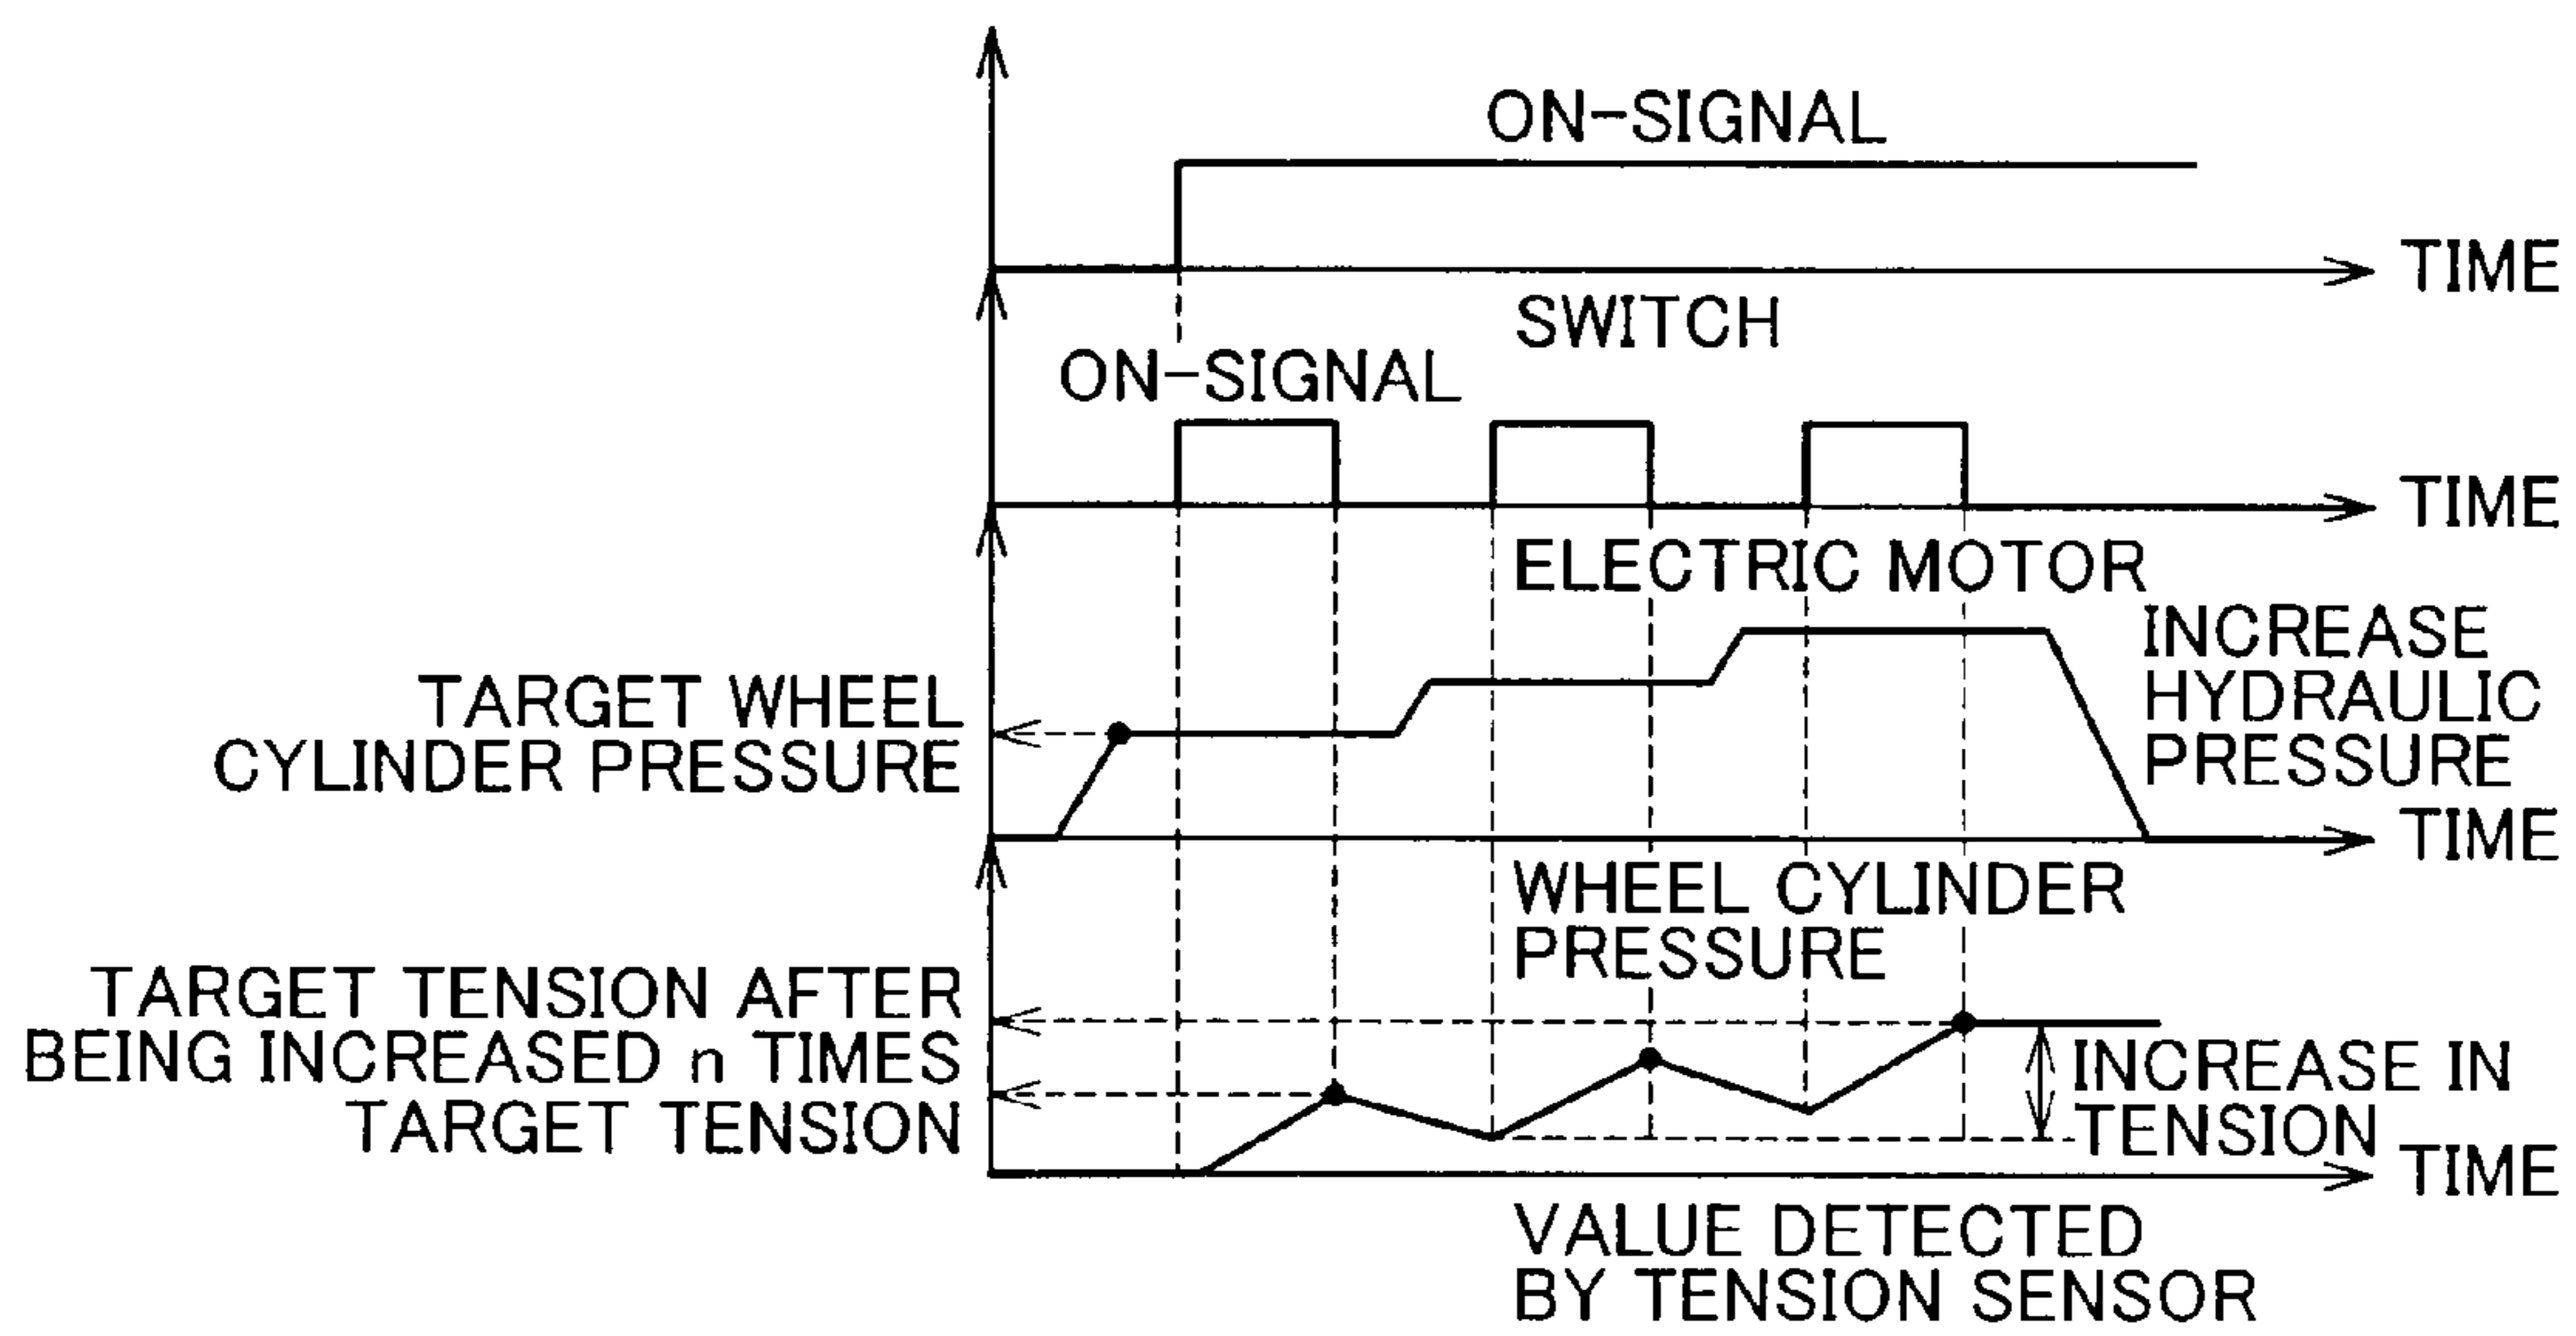 ON-SIGNAL
TIME
SWITCH
ON-SIGNAL
TIME
ELECTRIC MOTOR
INCREASE
HYDRAULIC
PRESSURE
TARGET WHEEL
CYLINDER PRESSURE
TIME
WHEEL CYLINDER
PRESSURE
TARGET TENSION AFTER
BEING INCREASED n TIMES
TARGET TENSION
INCREASE IN
TENSION
TIME
VALUE DETECTED
BY TENSION SENSOR